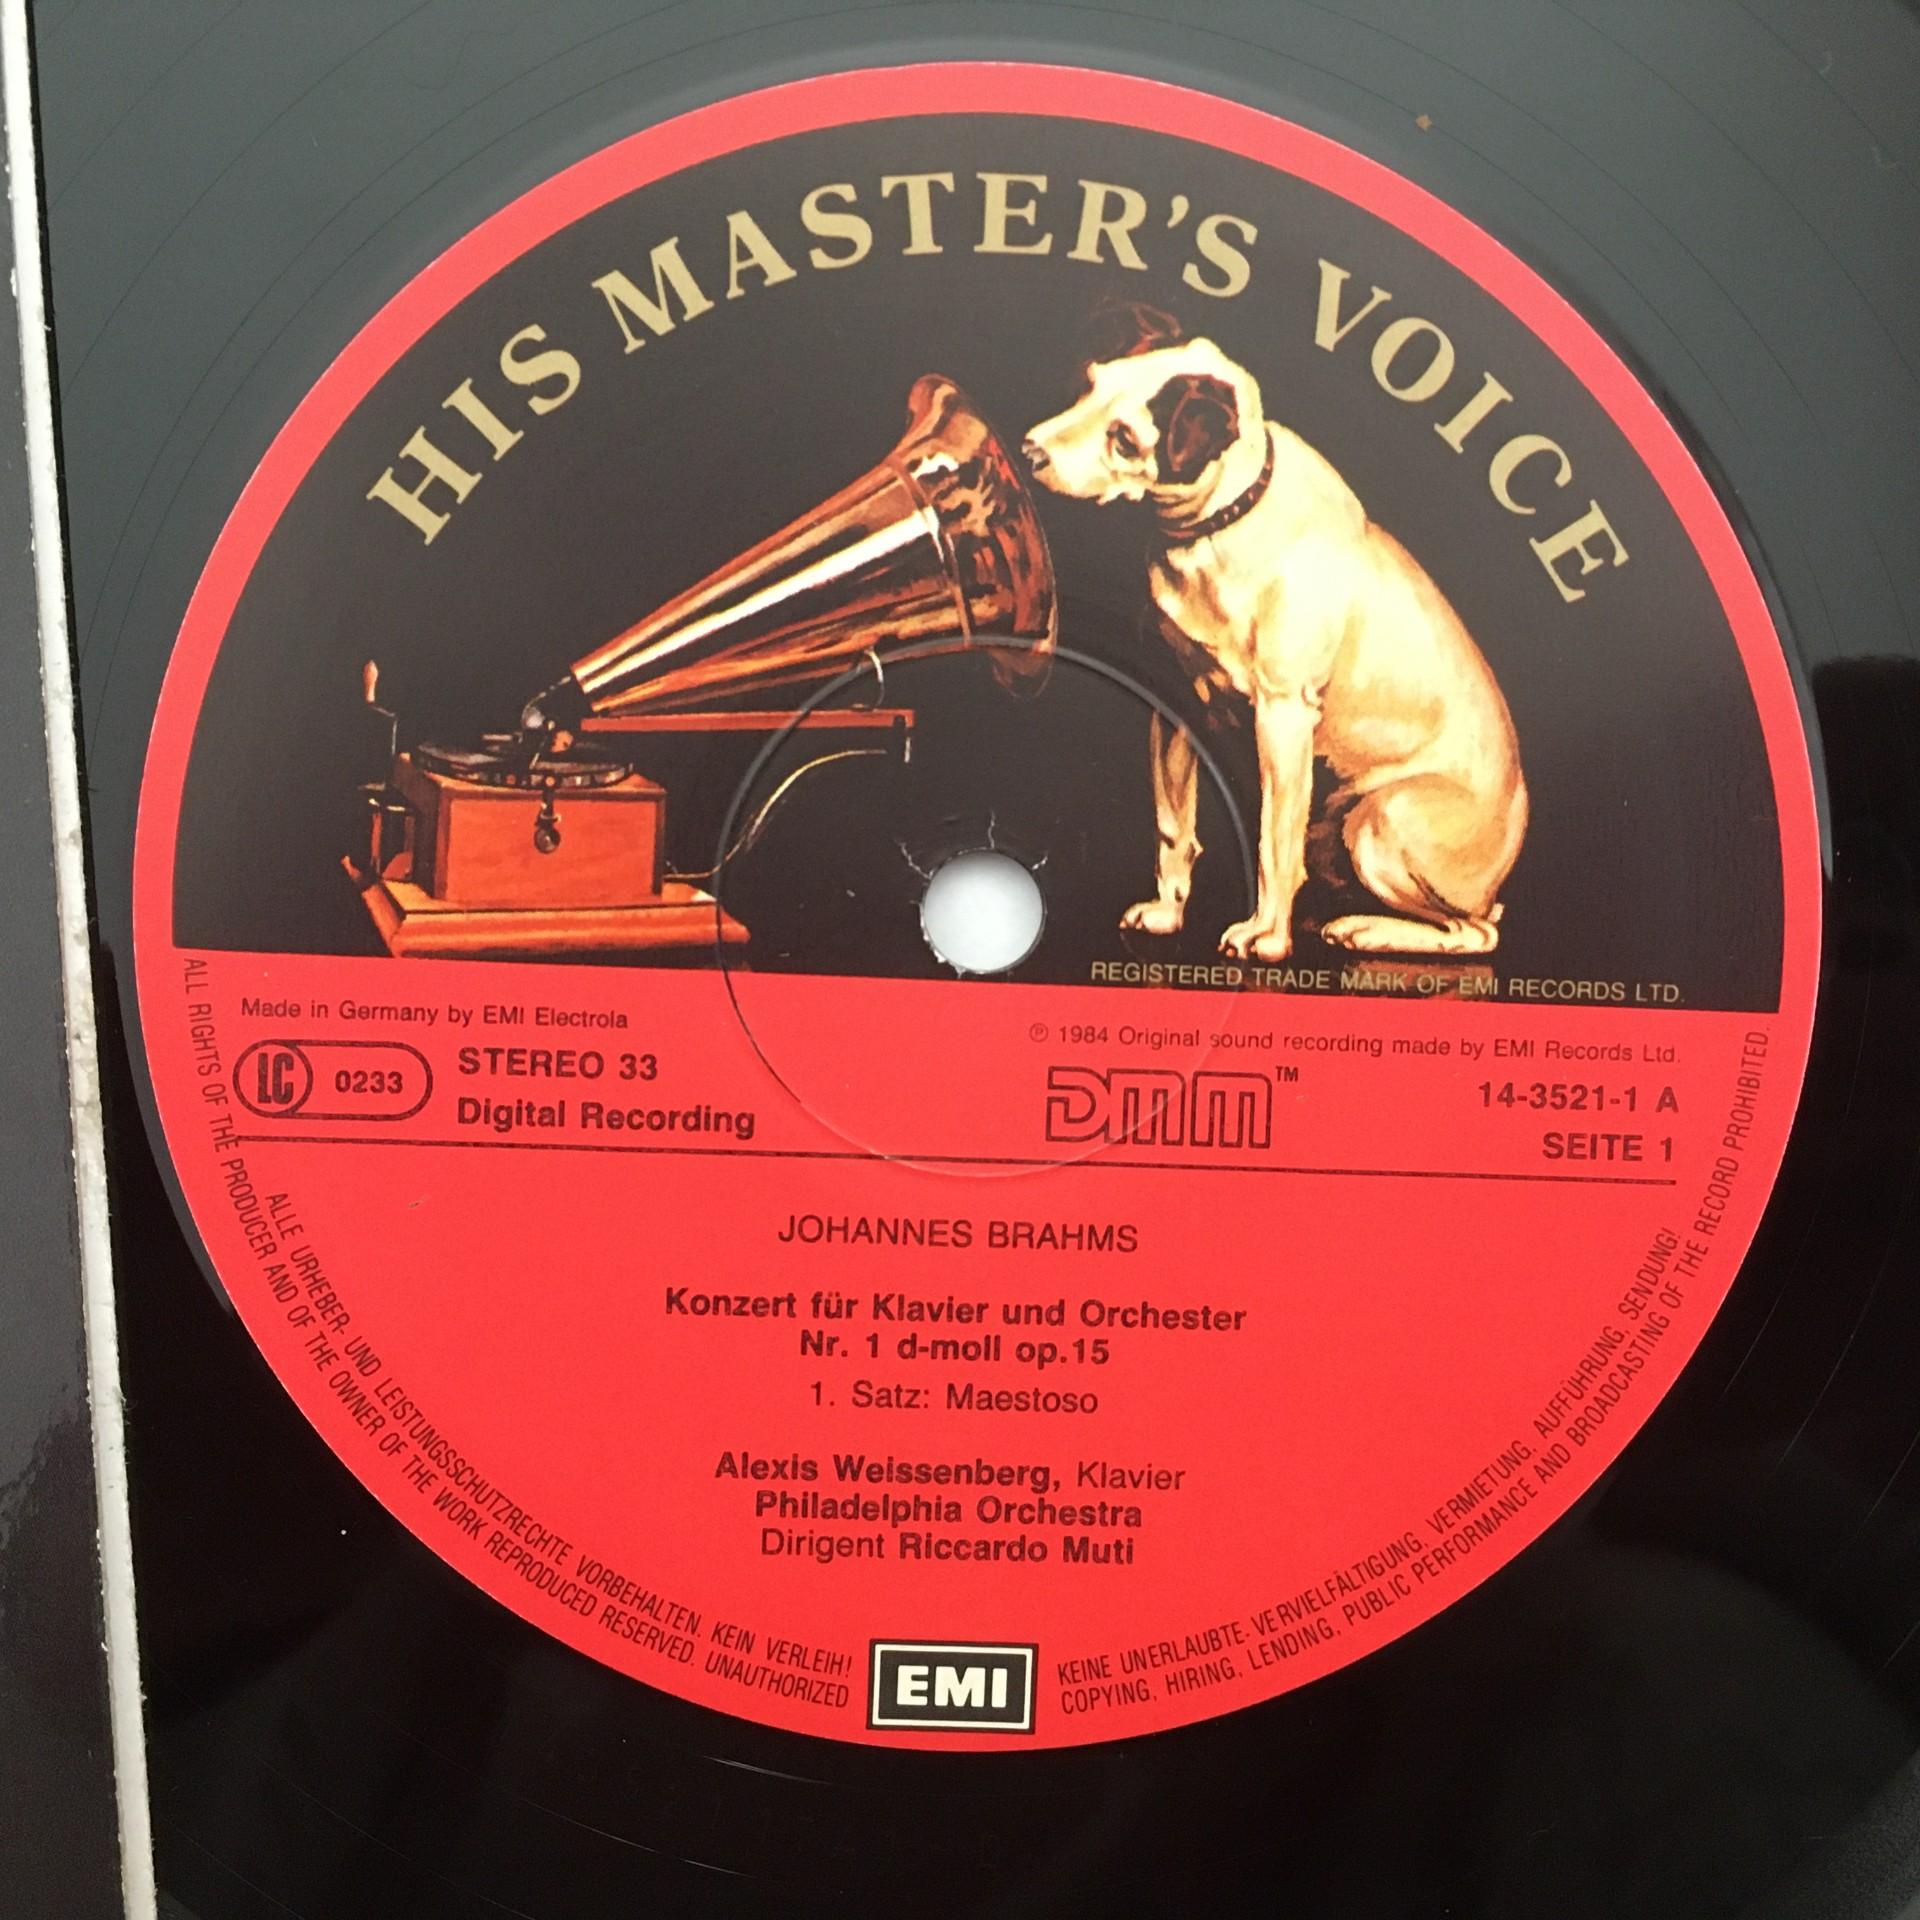 HIS MASTER'S VOICE
REGISTERED TRADE MARK OF EMI RECORDS LTD.
Made in Germany by EMI Electrola
℗ 1984 Original sound recording made by EMI Records Ltd.
LC 0233
STEREO 33
Digital Recording
DMM™
14-3521-1 A
SEITE 1
JOHANNES BRAHMS
Konzert für Klavier und Orchester
Nr. 1 d-moll op.15
1. Satz: Maestoso
Alexis Weissenberg, Klavier
Philadelphia Orchestra
Dirigent Riccardo Muti
EMI
ALLE URHEBER- UND LEISTUNGSSCHUTZRECHTE VORBEHALTEN. KEIN VERLEIH! KEINE UNERLAUBTE VERVIELFÄLTIGUNG, VERMIETUNG, AUFFÜHRUNG, SENDUNG!
ALL RIGHTS OF THE PRODUCER AND OF THE OWNER OF THE WORK REPRODUCED RESERVED. UNAUTHORIZED COPYING, HIRING, LENDING, PUBLIC PERFORMANCE AND BROADCASTING OF THE RECORD PROHIBITED.